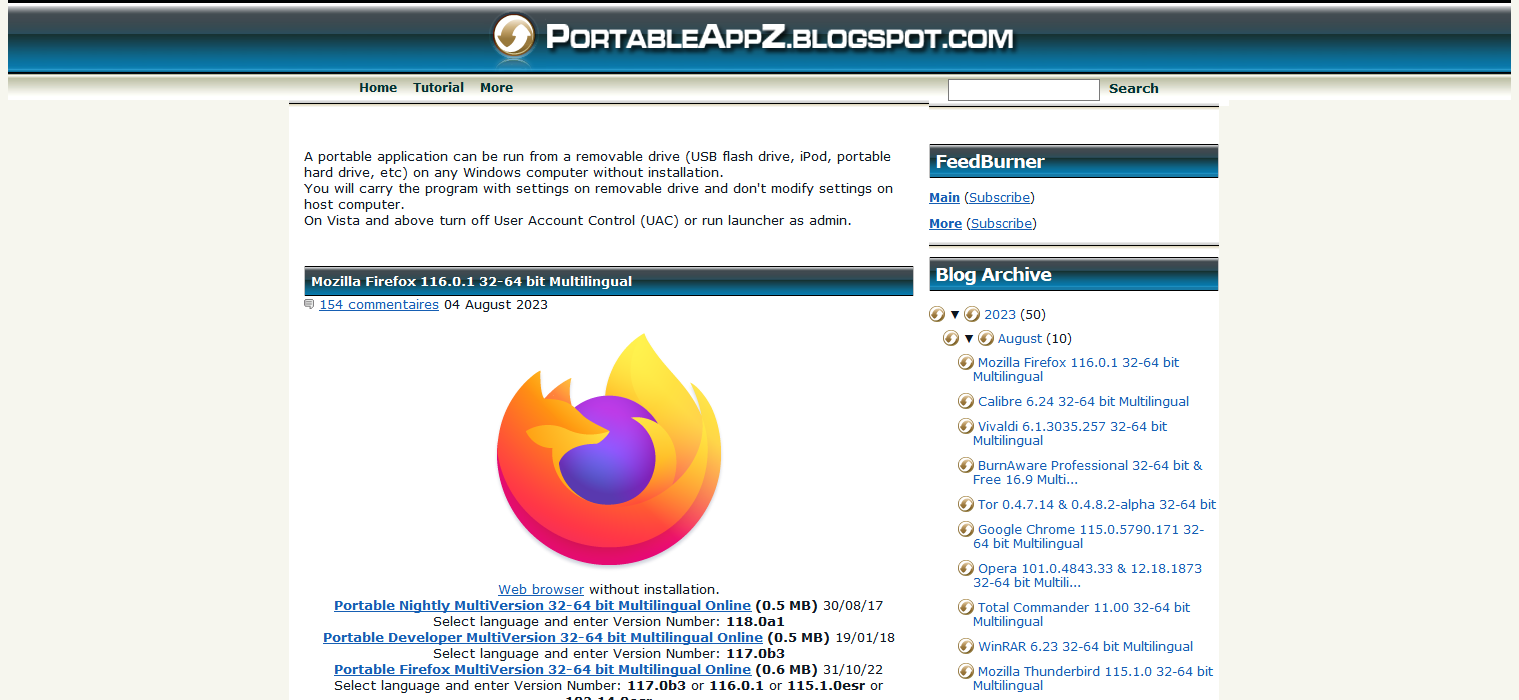 PortableAppZ.blogspot.com
Home Tutorial More
Search
A portable application can be run from a removable drive (USB flash drive, iPod, portable
hard drive, etc) on any Windows computer without installation.
You will carry the program with settings on removable drive and don't modify settings on
host computer.
On Vista and above turn off User Account Control (UAC) or run launcher as admin.
Mozilla Firefox 116.0.1 32-64 bit Multilingual
154 commentaires 04 August 2023
Web browser without installation.
Portable Nightly MultiVersion 32-64 bit Multilingual Online (0.5 MB) 30/08/17
Select language and enter Version Number: 118.0a1
Portable Developer MultiVersion 32-64 bit Multilingual Online (0.5 MB) 19/01/18
Select language and enter Version Number: 117.0b3
Portable Firefox MultiVersion 32-64 bit Multilingual Online (0.6 MB) 31/10/22
Select language and enter Version Number: 117.0b3 or 116.0.1 or 115.1.0esr or
FeedBurner
Main (Subscribe)
More (Subscribe)
Blog Archive
▼ 2023 (50)
▼ August (10)
Mozilla Firefox 116.0.1 32-64 bit
Multilingual
Calibre 6.24 32-64 bit Multilingual
Vivaldi 6.1.3035.257 32-64 bit
Multilingual
BurnAware Professional 32-64 bit &
Free 16.9 Multi...
Tor 0.4.7.14 & 0.4.8.2-alpha 32-64 bit
Google Chrome 115.0.5790.171 32-
64 bit Multilingual
Opera 101.0.4843.33 & 12.18.1873
32-64 bit Multili...
Total Commander 11.00 32-64 bit
Multilingual
WinRAR 6.23 32-64 bit Multilingual
Mozilla Thunderbird 115.1.0 32-64 bit
Multilingual